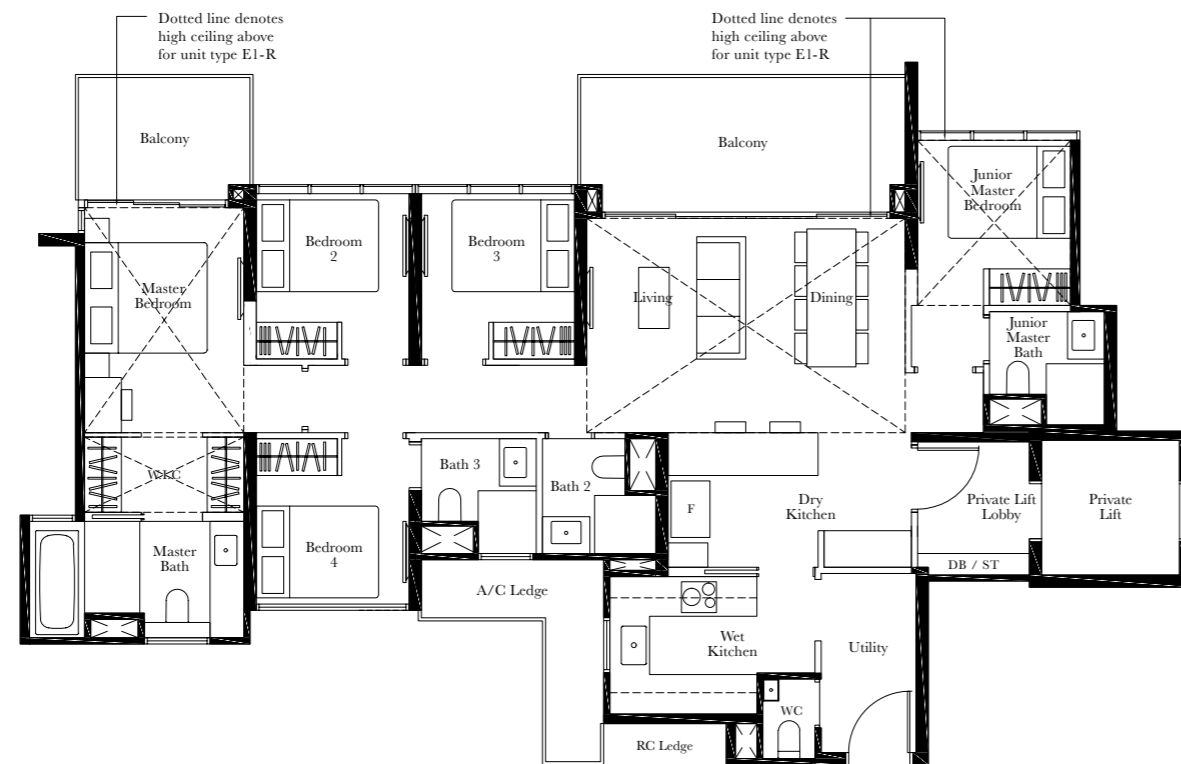 Dotted line denotes
high ceiling above
for unit type E1-R
Dotted line denotes
high ceiling above
for unit type E1-R
Balcony
Balcony
Junior
Master
Bedroom
Bedroom
2
Bedroom
3
Master
Bedroom
Living
Dining
Junior
Master
Bath
W.I.C
Bath 3
Bath 2
F
Dry
Kitchen
Private Lift
Lobby
Private
Lift
Master
Bath
Bedroom
4
DB / ST
A/C Ledge
Wet
Kitchen
Utility
WC
RC Ledge